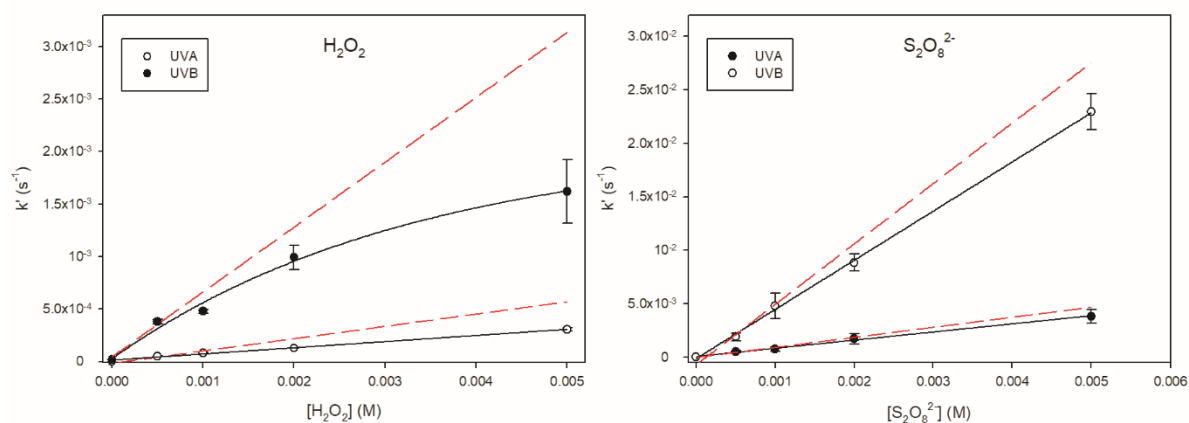 H₂O₂
UVA
UVB
3.0x10⁻³
2.5x10⁻³
2.0x10⁻³
1.5x10⁻³
10⁻³
5.0x10⁻⁴
0
k' (s⁻¹)
0.000 0.001 0.002 0.003 0.004 0.005
[H₂O₂] (M)
S₂O₈²⁻
UVA
UVB
3.0x10⁻²
2.5x10⁻²
2.0x10⁻²
1.5x10⁻²
10⁻²
5.0x10⁻³
0
k' (s⁻¹)
0.000 0.001 0.002 0.003 0.004 0.005 0.006
[S₂O₈²⁻] (M)